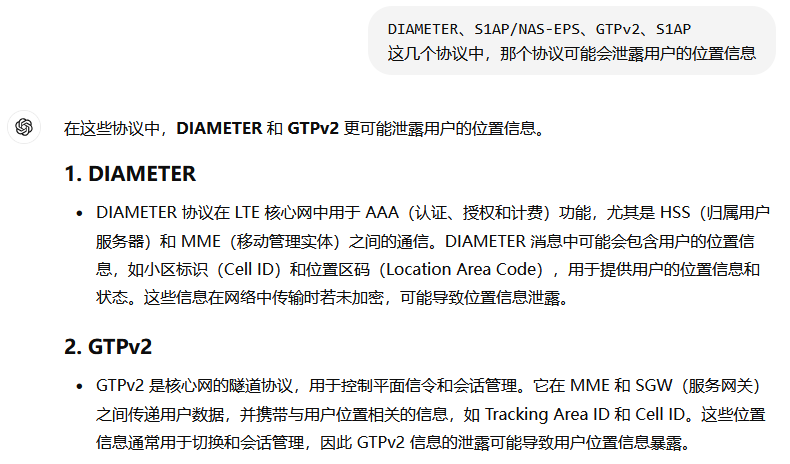 DIAMETER、S1AP/NAS-EPS、GTPv2、S1AP
这几个协议中，那个协议可能会泄露用户的位置信息
在这些协议中，DIAMETER 和 GTPv2 更可能泄露用户的位置信息。
1. DIAMETER
• DIAMETER 协议在 LTE 核心网中用于 AAA（认证、授权和计费）功能，尤其是 HSS（归属用户
服务器）和 MME（移动管理实体）之间的通信。DIAMETER 消息中可能会包含用户的位置信
息，如小区标识（Cell ID）和位置区码（Location Area Code），用于提供用户的位置信息和
状态。这些信息在网络中传输时若未加密，可能导致位置信息泄露。
2. GTPv2
• GTPv2 是核心网的隧道协议，用于控制平面信令和会话管理。它在 MME 和 SGW（服务网关）
之间传递用户数据，并携带与用户位置相关的信息，如 Tracking Area ID 和 Cell ID。这些位置
信息通常用于切换和会话管理，因此 GTPv2 信息的泄露可能导致用户位置信息暴露。